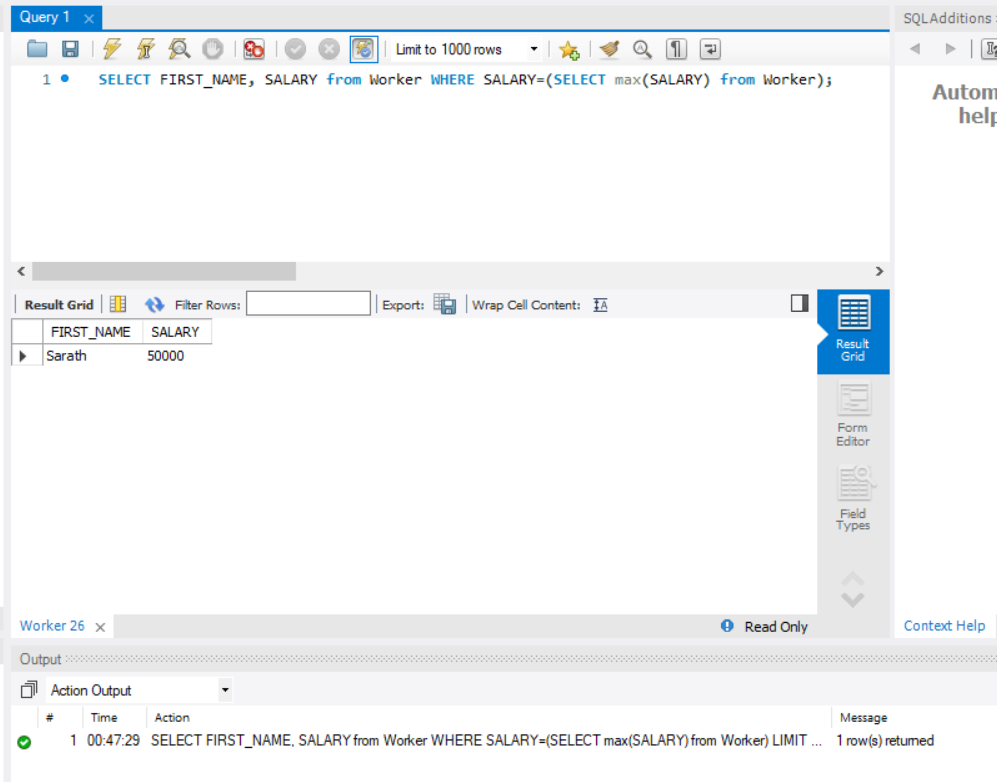 Query 1
SQLAdditions
Limit to 1000 rows
1 SELECT FIRST_NAME, SALARY from Worker WHERE SALARY=(SELECT max(SALARY) from Worker);
Autom
help
Result Grid Filter Rows: Export: Wrap Cell Content:
FIRST_NAME SALARY
Sarath 50000
Result
Grid
Form
Editor
Field
Types
Worker 26
Read Only
Context Help
Output
Action Output
# Time Action Message
1 00:47:29 SELECT FIRST_NAME, SALARY from Worker WHERE SALARY=(SELECT max(SALARY) from Worker) LIMIT ... 1 row(s) returned